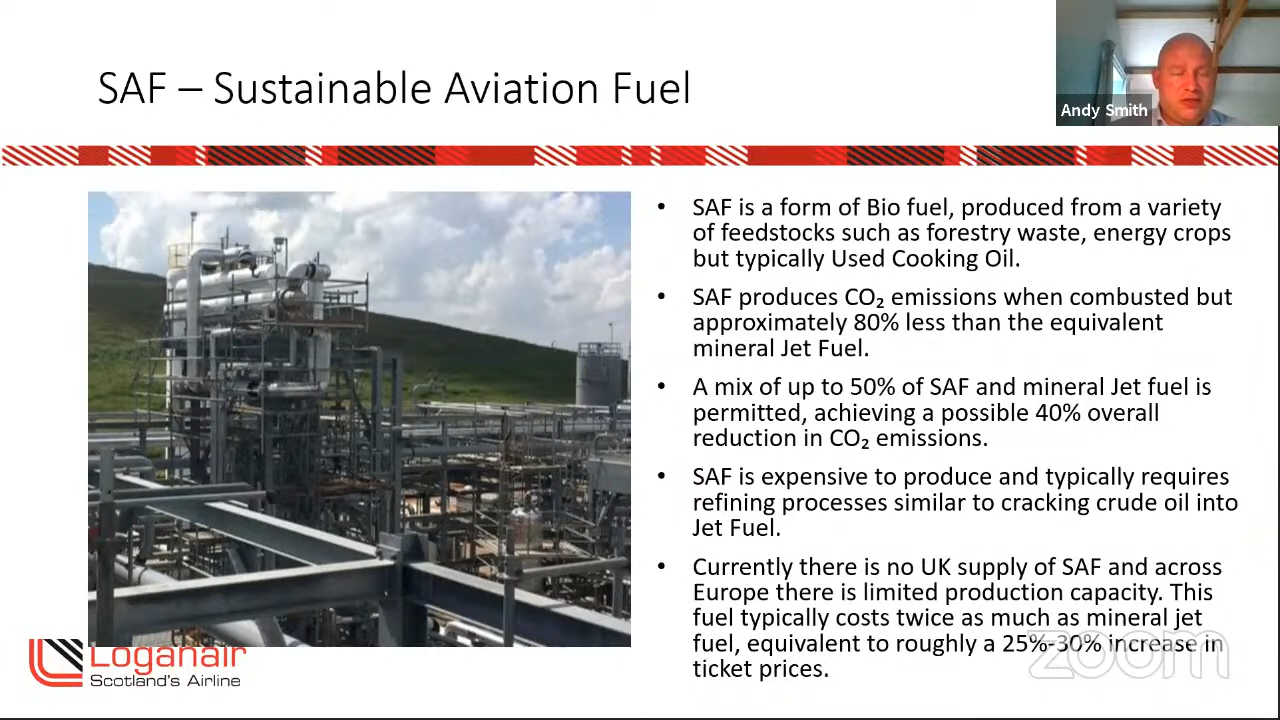 SAF – Sustainable Aviation Fuel
Andy Smith
• SAF is a form of Bio fuel, produced from a variety
of feedstocks such as forestry waste, energy crops
but typically Used Cooking Oil.
• SAF produces CO₂ emissions when combusted but
approximately 80% less than the equivalent
mineral Jet Fuel.
• A mix of up to 50% of SAF and mineral Jet fuel is
permitted, achieving a possible 40% overall
reduction in CO₂ emissions.
• SAF is expensive to produce and typically requires
refining processes similar to cracking crude oil into
Jet Fuel.
• Currently there is no UK supply of SAF and across
Europe there is limited production capacity. This
fuel typically costs twice as much as mineral jet
fuel, equivalent to roughly a 25%-30% increase in
ticket prices.
Loganair
Scotland's Airline
zoom